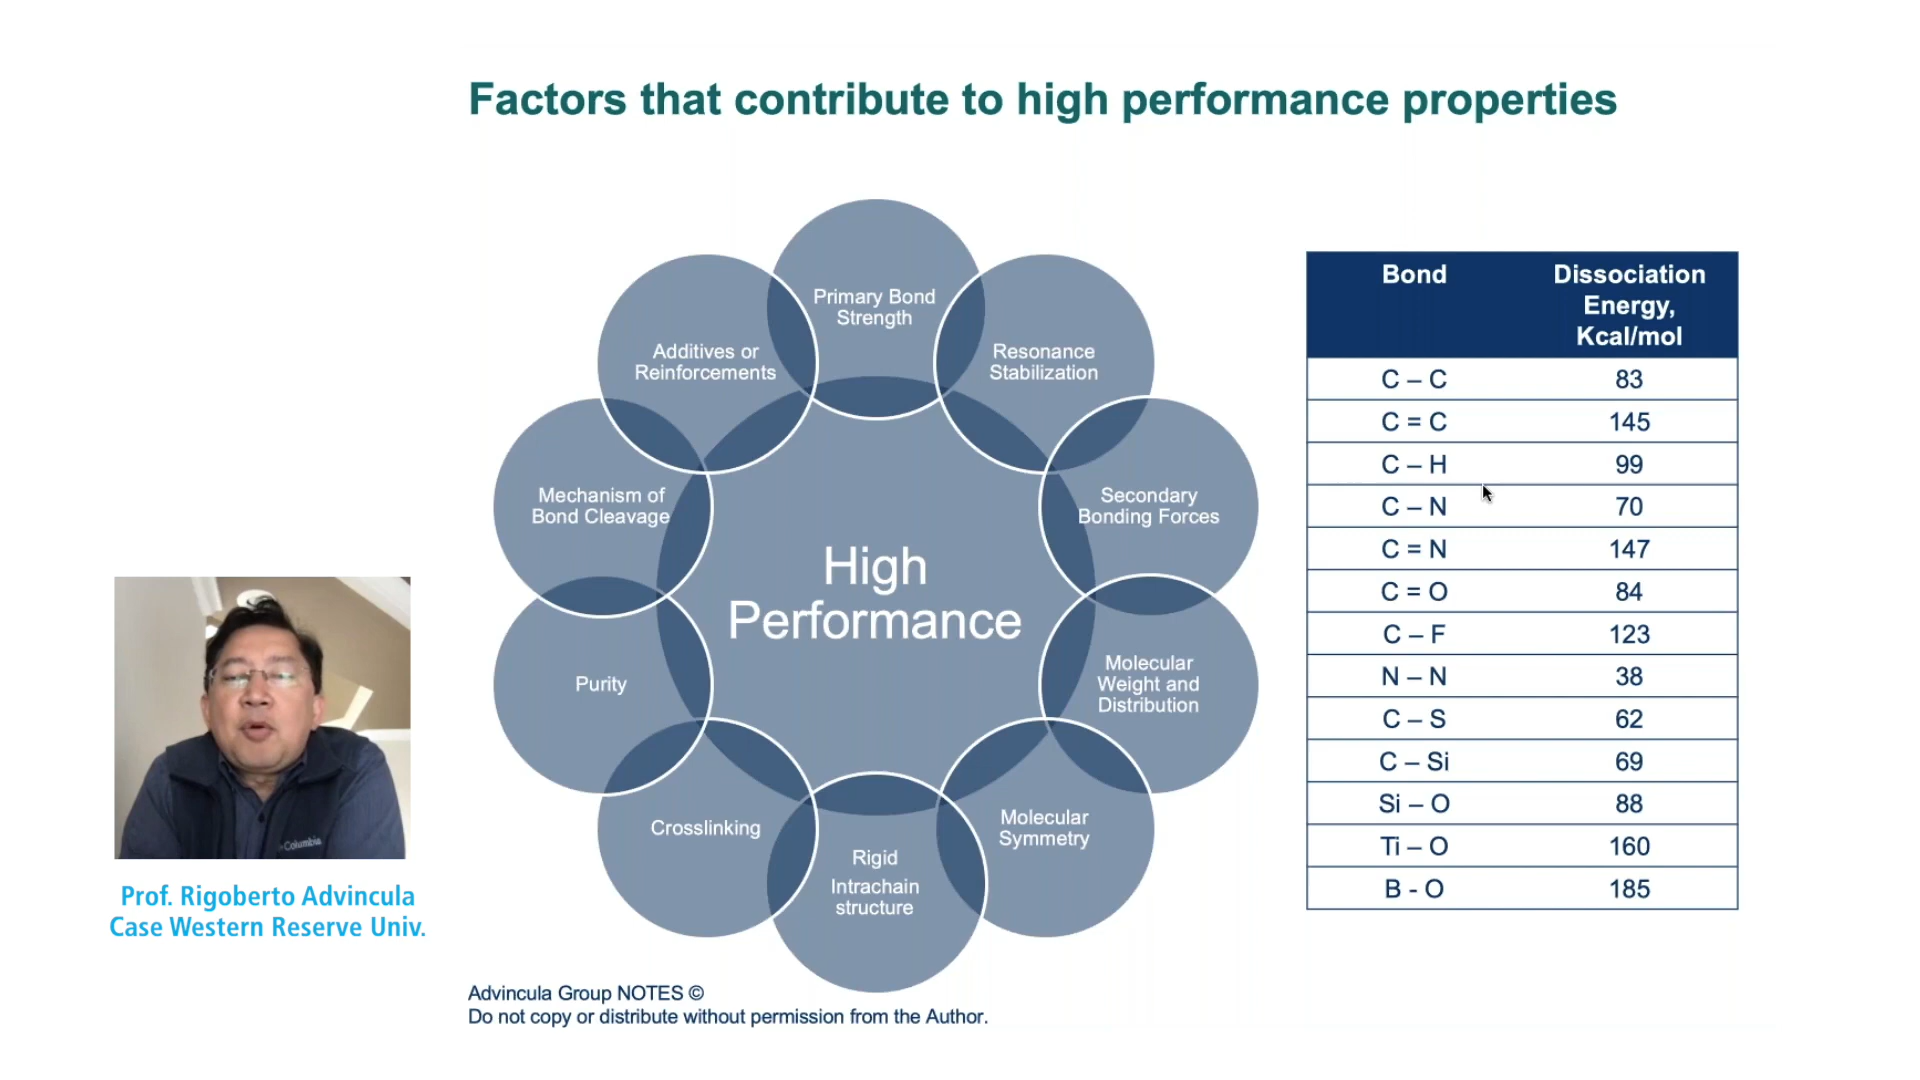 Factors that contribute to high performance properties
Primary Bond
Strength
Resonance
Stabilization
Secondary
Bonding Forces
Molecular
Weight and
Distribution
Molecular
Symmetry
Rigid
Intrachain
structure
Crosslinking
Purity
Mechanism of
Bond Cleavage
Additives or
Reinforcements
High
Performance
Bond Dissociation
Energy,
Kcal/mol
C – C 83
C = C 145
C – H 99
C – N 70
C = N 147
C = O 84
C – F 123
N – N 38
C – S 62
C – Si 69
Si – O 88
Ti – O 160
B - O 185
Columbia
Prof. Rigoberto Advincula
Case Western Reserve Univ.
Advincula Group NOTES ©
Do not copy or distribute without permission from the Author.